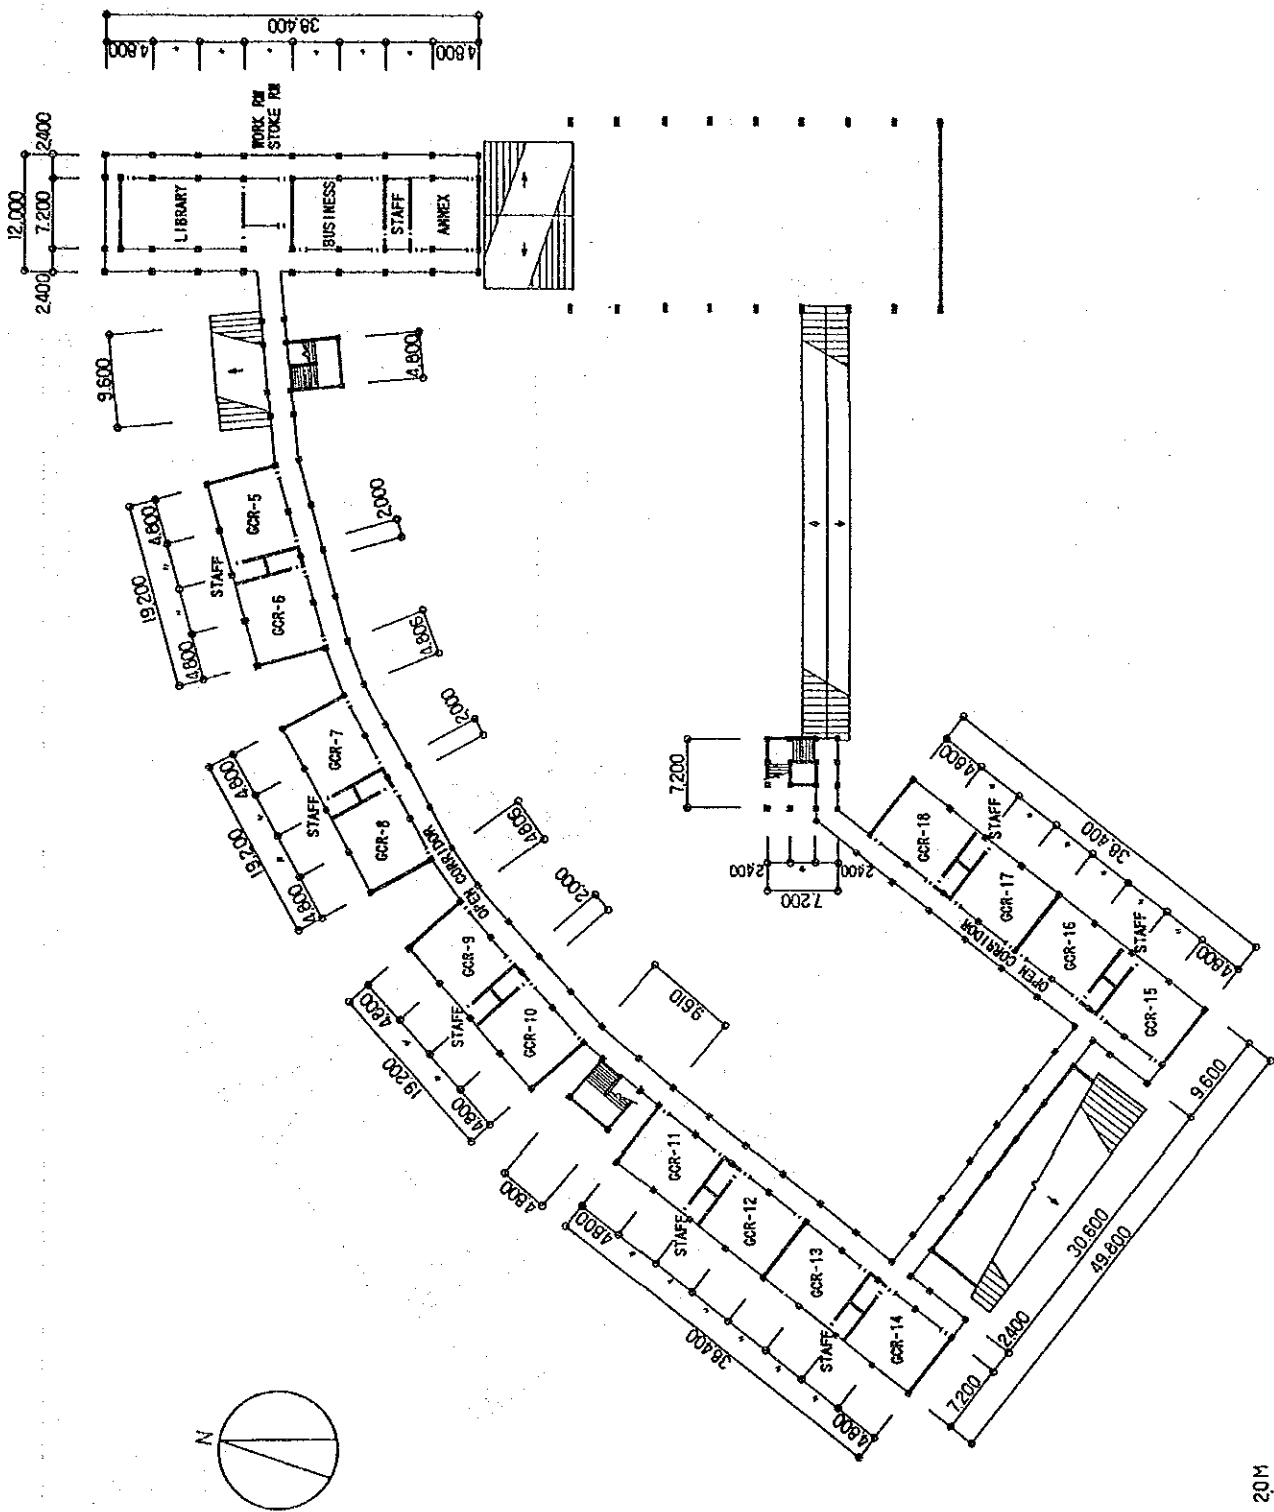 38.400
4.800
4.800
WORK RM
STOKE RM
2.400
12.000
7.200
2.400
LIBRARY
BUSINESS
STAFF
ANNEX
9.600
4.800
19.200
4.800
4.800
STAFF
GCR-5
GCR-6
2.000
4.806
19.200
4.800
4.800
STAFF
GCR-7
GCR-8
2.000
4.806
OPEN CORRIDOR
19.200
4.800
4.800
STAFF
GCR-9
GCR-10
2.000
9.610
4.800
38.400
4.800
4.800
STAFF
GCR-11
GCR-12
GCR-13
STAFF
GCR-14
7.200
7.200
2.400
2.400
GCR-18
STAFF
GCR-17
OPEN CORRIDOR
GCR-16
STAFF
GCR-15
4.800
38.400
4.800
9.600
30.600
49.800
2.400
7.200
N
20M